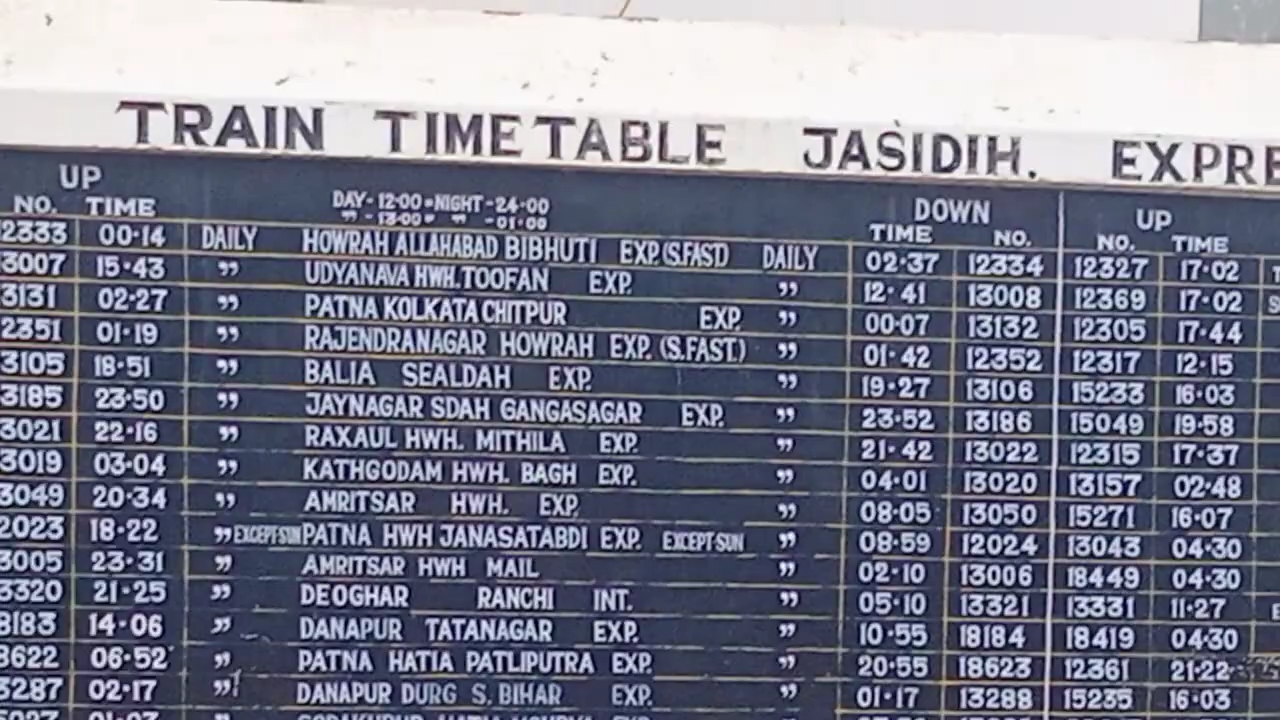 TRAIN TIME TABLE JASIDIH. EXPRE
UP DAY-12·00=NIGHT-24·00 DOWN UP
NO. TIME ” -13·00= ” -01·00 TIME NO. NO. TIME
2333 00·14 DAILY HOWRAH ALLAHABAD BIBHUTI EXP.(S.FAST) DAILY 02·37 12334 12327 17·02
3007 15·43 ” UDYANAVA HWH.TOOFAN EXP. ” 12·41 13008 12369 17·02
3131 02·27 ” PATNA KOLKATA CHITPUR EXP. ” 00·07 13132 12305 17·44
2351 01·19 ” RAJENDRANAGAR HOWRAH EXP.(S.FAST.) ” 01·42 12352 12317 12·15
3105 18·51 ” BALIA SEALDAH EXP. ” 19·27 13106 15233 16·03
3185 23·50 ” JAYNAGAR SDAH GANGASAGAR EXP. ” 23·52 13186 15049 19·58
3021 22·16 ” RAXAUL HWH. MITHILA EXP. ” 21·42 13022 12315 17·37
3019 03·04 ” KATHGODAM HWH. BAGH EXP. ” 04·01 13020 13157 02·48
3049 20·34 ” AMRITSAR HWH. EXP. ” 08·05 13050 15271 16·07
2023 18·22 ” EXCEPT·SUN PATNA HWH JANASATABDI EXP. EXCEPT·SUN ” 08·59 12024 13043 04·30
3005 23·31 ” AMRITSAR HWH MAIL ” 02·10 13006 18449 04·30
3320 21·25 ” DEOGHAR RANCHI INT. ” 05·10 13321 13331 11·27
8183 14·06 ” DANAPUR TATANAGAR EXP. ” 10·55 18184 18419 04·30
8622 06·52 ” PATNA HATIA PATLIPUTRA EXP. ” 20·55 18623 12361 21·22
3287 02·17 ” DANAPUR DURG S. BIHAR EXP. ” 01·17 13288 15235 16·03